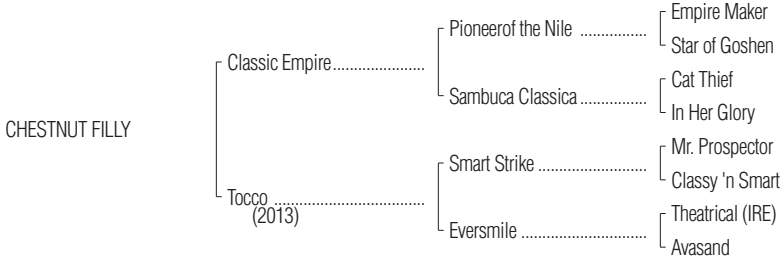 Empire Maker
Pioneerof the Nile ................
Star of Goshen
Classic Empire......................
Cat Thief
Sambuca Classica ................
In Her Glory
CHESTNUT FILLY
Mr. Prospector
Smart Strike ..........................
Classy 'n Smart
Tocco ....................................
(2013)
Theatrical (IRE)
Eversmile ..............................
Avasand